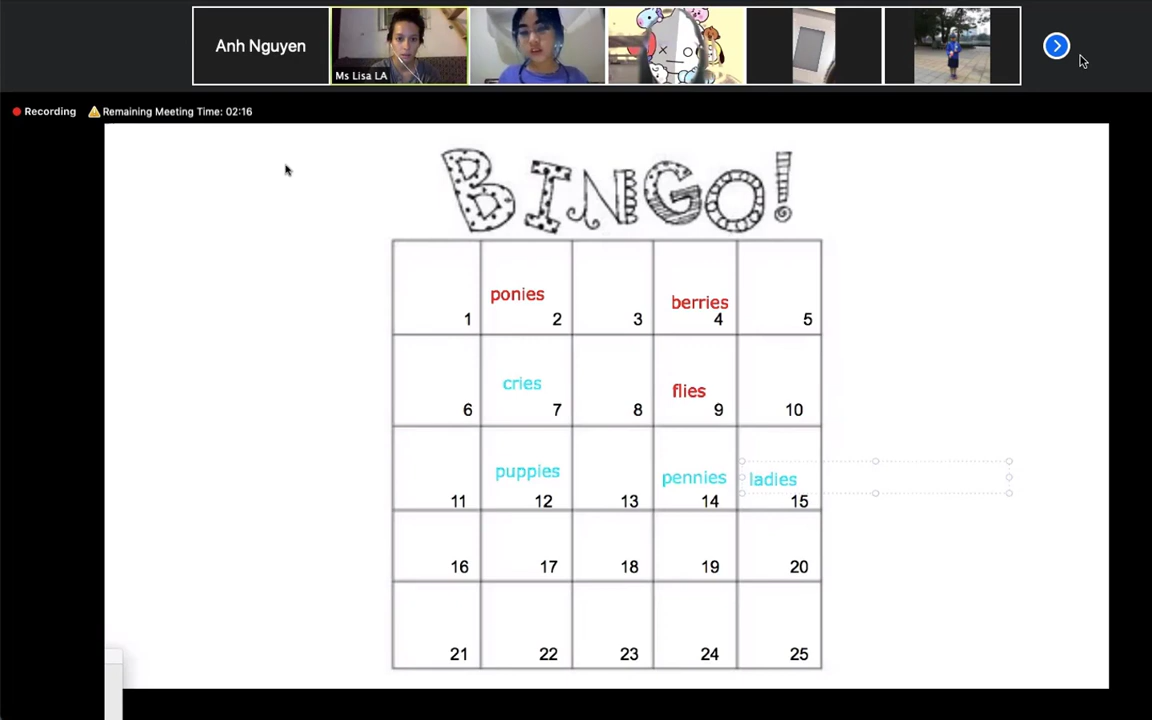 Anh Nguyen
Ms Lisa LA
Recording
Remaining Meeting Time: 02:16
BINGO!
1
ponies
2
3
berries
4
5
6
cries
7
8
flies
9
10
11
puppies
12
13
pennies
14
ladies
15
16
17
18
19
20
21
22
23
24
25